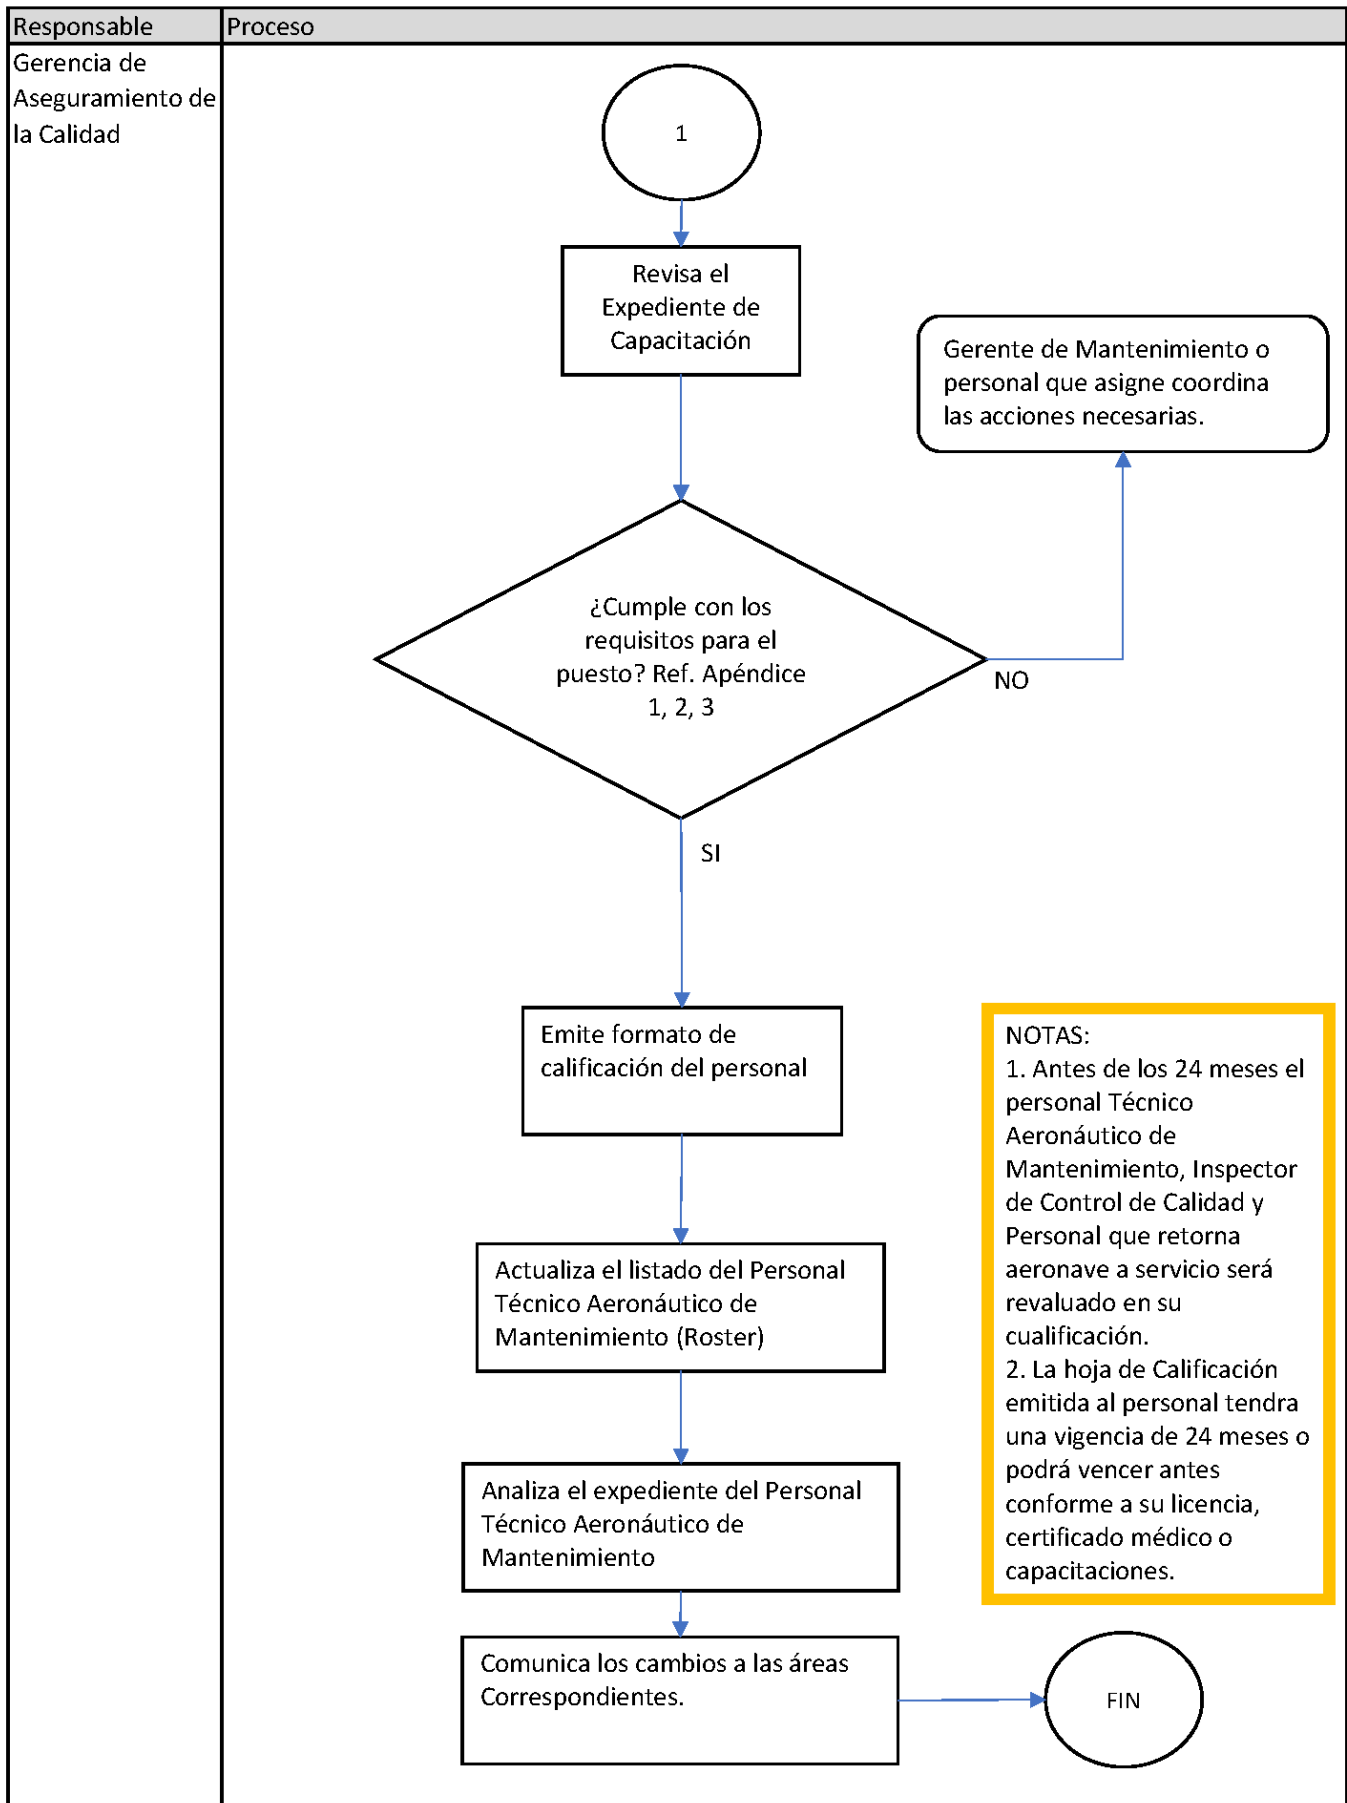 Responsable
Proceso
Gerencia de
Aseguramiento de
la Calidad
1
Revisa el
Expediente de
Capacitación
Gerente de Mantenimiento o
personal que asigne coordina
las acciones necesarias.
¿Cumple con los
requisitos para el
puesto? Ref. Apéndice
1, 2, 3
NO
SI
Emite formato de
calificación del personal
Actualiza el listado del Personal
Técnico Aeronáutico de
Mantenimiento (Roster)
Analiza el expediente del Personal
Técnico Aeronáutico de
Mantenimiento
Comunica los cambios a las áreas
Correspondientes.
NOTAS:
1. Antes de los 24 meses el
personal Técnico
Aeronáutico de
Mantenimiento, Inspector
de Control de Calidad y
Personal que retorna
aeronave a servicio será
revaluado en su
cualificación.
2. La hoja de Calificación
emitida al personal tendra
una vigencia de 24 meses o
podrá vencer antes
conforme a su licencia,
certificado médico o
capacitaciones.
FIN